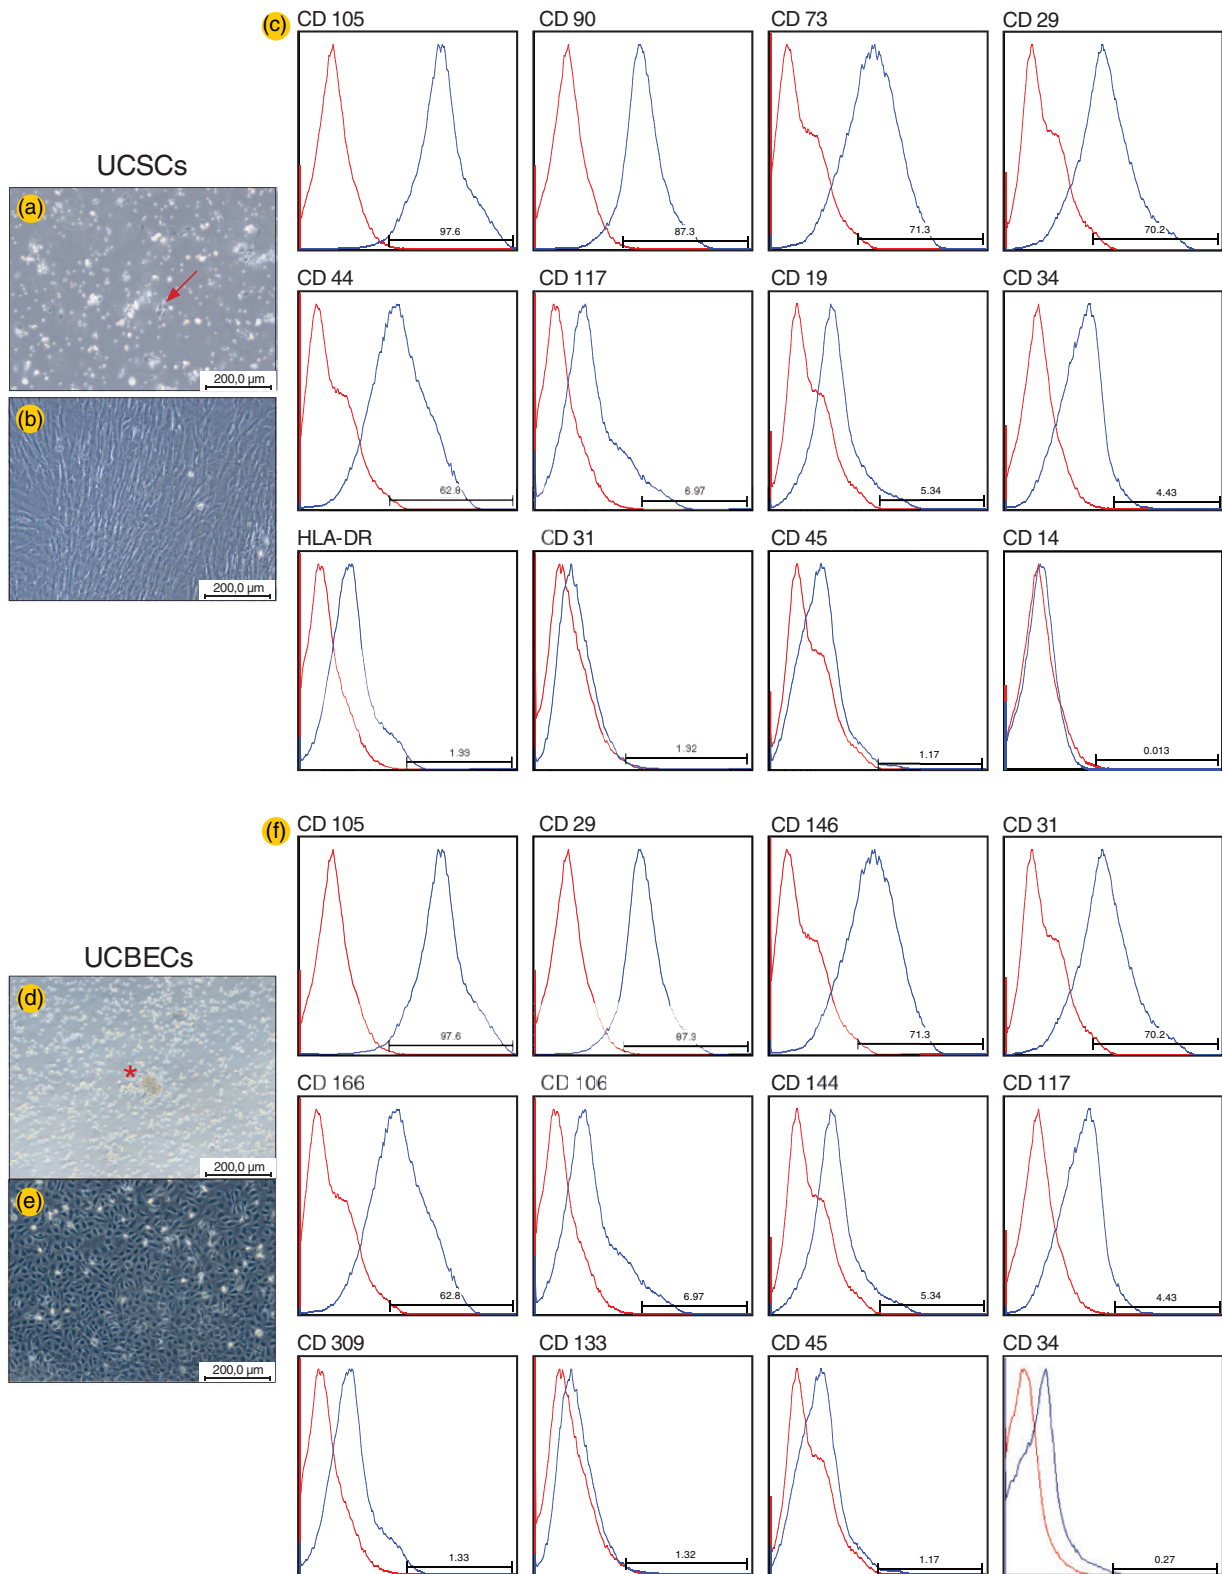 (c)
CD 105 CD 90 CD 73 CD 29
97.6 87.3 71.3 70.2
UCSCs
(a)
200,0 µm
(b)
200,0 µm
CD 44 CD 117 CD 19 CD 34
62.8 6.97 5.34 4.43
HLA-DR CD 31 CD 45 CD 14
1.33 1.32 1.17 0.013
(f)
CD 105 CD 29 CD 146 CD 31
97.6 87.3 71.3 70.2
UCBECs
(d)
*
200,0 µm
(e)
200,0 µm
CD 166 CD 106 CD 144 CD 117
62.8 6.97 5.34 4.43
CD 309 CD 133 CD 45 CD 34
1.33 1.32 1.17 0.27